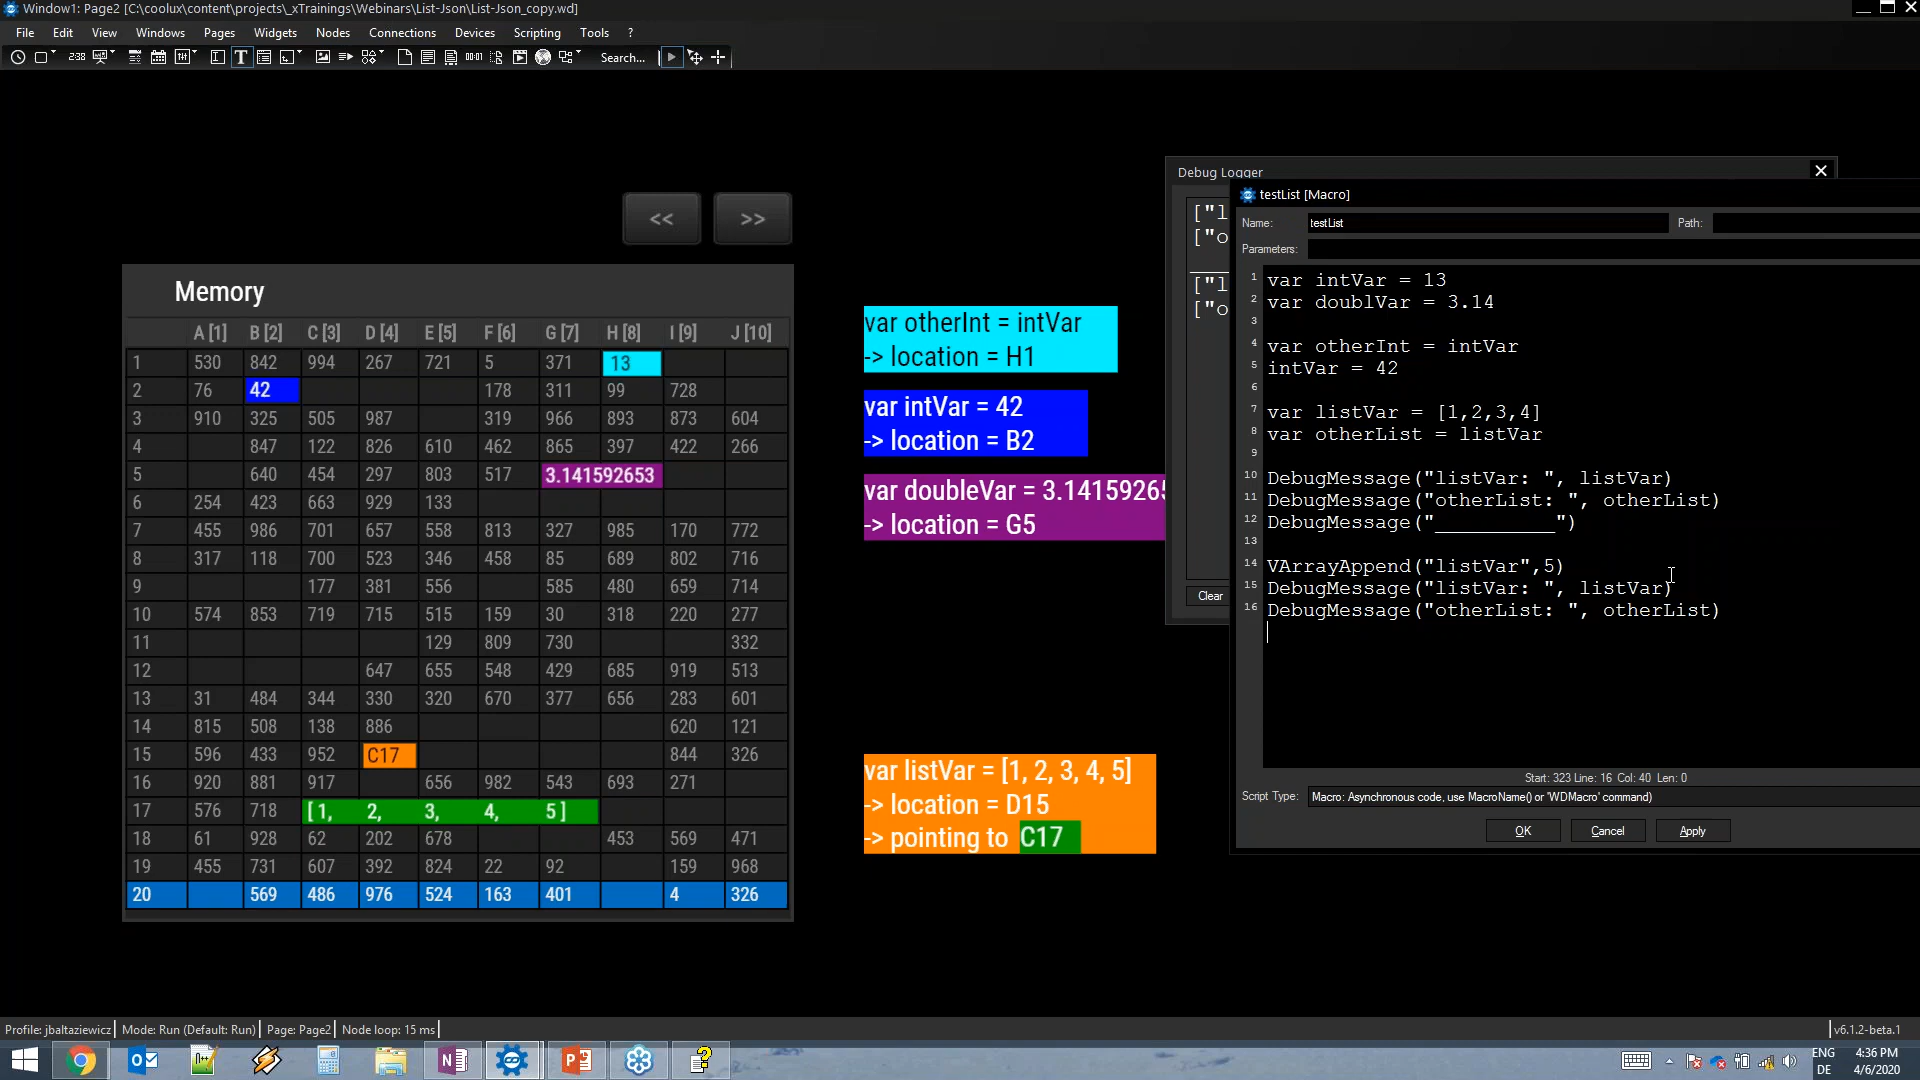 Window1: Page2 [C:\coolux\content\projects\_xTrainings\Webinars\List-Json\List-Json_copy.wd]
File Edit View Windows Pages Widgets Nodes Connections Devices Scripting Tools ?
Search...
<< >>
Memory
A [1] B [2] C [3] D [4] E [5] F [6] G [7] H [8] I [9] J [10]
1 530 842 994 267 721 5 371 13
2 76 42 178 311 99 728
3 910 325 505 987 319 966 893 873 604
4 847 122 826 610 462 865 397 422 266
5 640 454 297 803 517 3.141592653
6 254 423 663 929 133
7 455 986 701 657 558 813 327 985 170 772
8 317 118 700 523 346 458 85 689 802 716
9 177 381 556 585 480 659 714
10 574 853 719 715 515 159 30 318 220 277
11 129 809 730 332
12 647 655 548 429 685 919 513
13 31 484 344 330 320 670 377 656 283 601
14 815 508 138 886 620 121
15 596 433 952 C17 844 326
16 920 881 917 656 982 543 693 271
17 576 718 [ 1, 2, 3, 4, 5 ]
18 61 928 62 202 678 453 569 471
19 455 731 607 392 824 22 92 159 968
20 569 486 976 524 163 401 4 326
var otherInt = intVar
-> location = H1
var intVar = 42
-> location = B2
var doubleVar = 3.1415926
-> location = G5
var listVar = [1, 2, 3, 4, 5]
-> location = D15
-> pointing to C17
Debug Logger
["l
["o
["l
["o
Clear
testList [Macro]
Name: testList Path:
Parameters:
1 var intVar = 13
2 var doublVar = 3.14
3
4 var otherInt = intVar
5 intVar = 42
6
7 var listVar = [1,2,3,4]
8 var otherList = listVar
9
10 DebugMessage("listVar: ", listVar)
11 DebugMessage("otherList: ", otherList)
12 DebugMessage("__________")
13
14 VArrayAppend("listVar",5)
15 DebugMessage("listVar: ", listVar)
16 DebugMessage("otherList: ", otherList)
Start: 323 Line: 16 Col: 40 Len: 0
Script Type: Macro: Asynchronous code, use MacroName() or 'WDMacro' command)
OK Cancel Apply
Profile: jbaltaziewicz Mode: Run (Default: Run) Page: Page2 Node loop: 15 ms v6.1.2-beta.1
ENG 4:36 PM
DE 4/6/2020